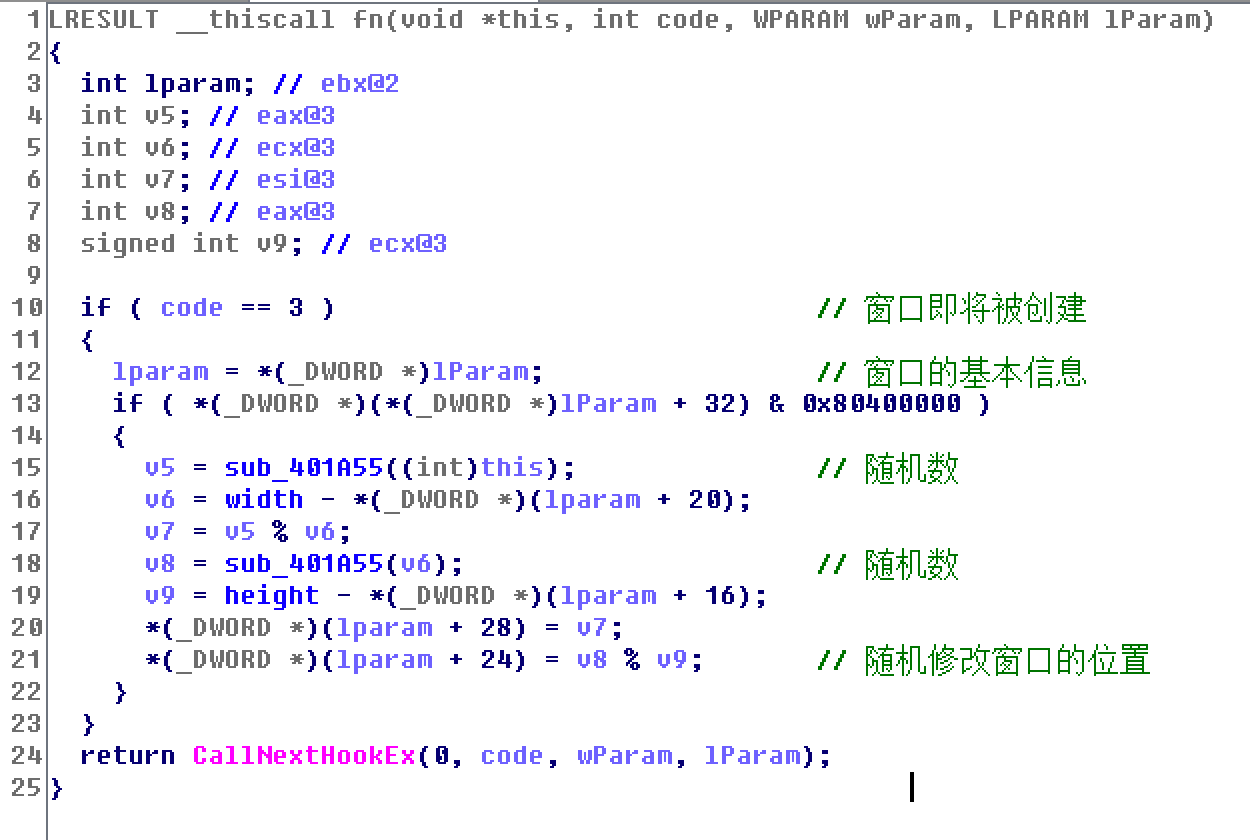 1 LRESULT __thiscall fn(void *this, int code, WPARAM wParam, LPARAM lParam)
2 {
3 int lparam; // ebx@2
4 int v5; // eax@3
5 int v6; // ecx@3
6 int v7; // esi@3
7 int v8; // eax@3
8 signed int v9; // ecx@3
9
10 if ( code == 3 ) // 窗口即将被创建
11 {
12 lparam = *(_DWORD *)lParam; // 窗口的基本信息
13 if ( *(_DWORD *)(*(_DWORD *)lParam + 32) & 0x80400000 )
14 {
15 v5 = sub_401A55((int)this); // 随机数
16 v6 = width - *(_DWORD *)(lparam + 20);
17 v7 = v5 % v6;
18 v8 = sub_401A55(v6); // 随机数
19 v9 = height - *(_DWORD *)(lparam + 16);
20 *(_DWORD *)(lparam + 28) = v7;
21 *(_DWORD *)(lparam + 24) = v8 % v9; // 随机修改窗口的位置
22 }
23 }
24 return CallNextHookEx(0, code, wParam, lParam);
25 }